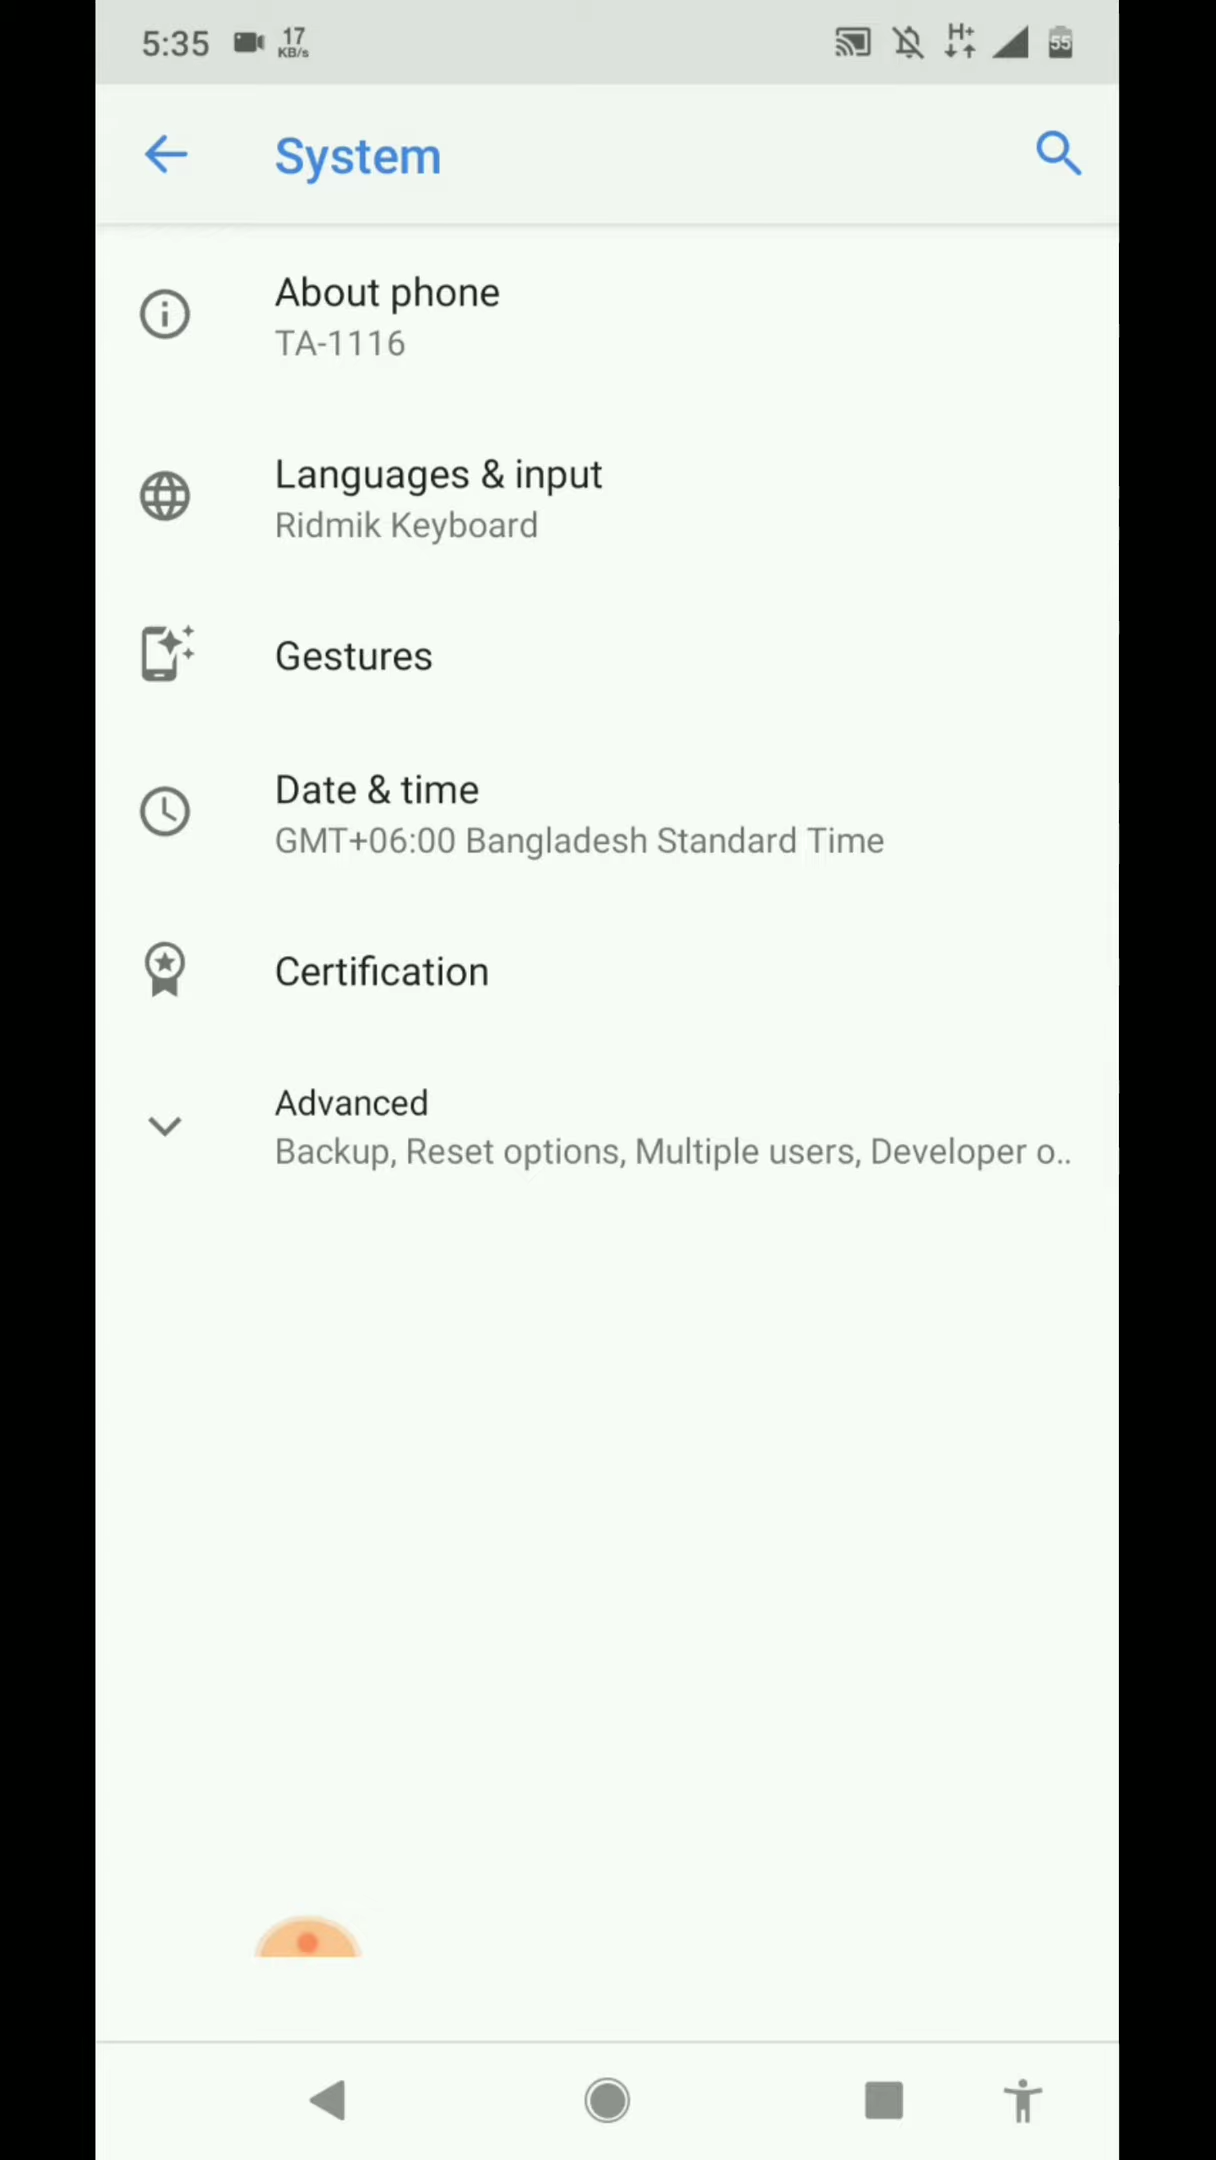 5:35 17 KB/s H+ 55
System
About phone
TA-1116
Languages & input
Ridmik Keyboard
Gestures
Date & time
GMT+06:00 Bangladesh Standard Time
Certification
Advanced
Backup, Reset options, Multiple users, Developer o..